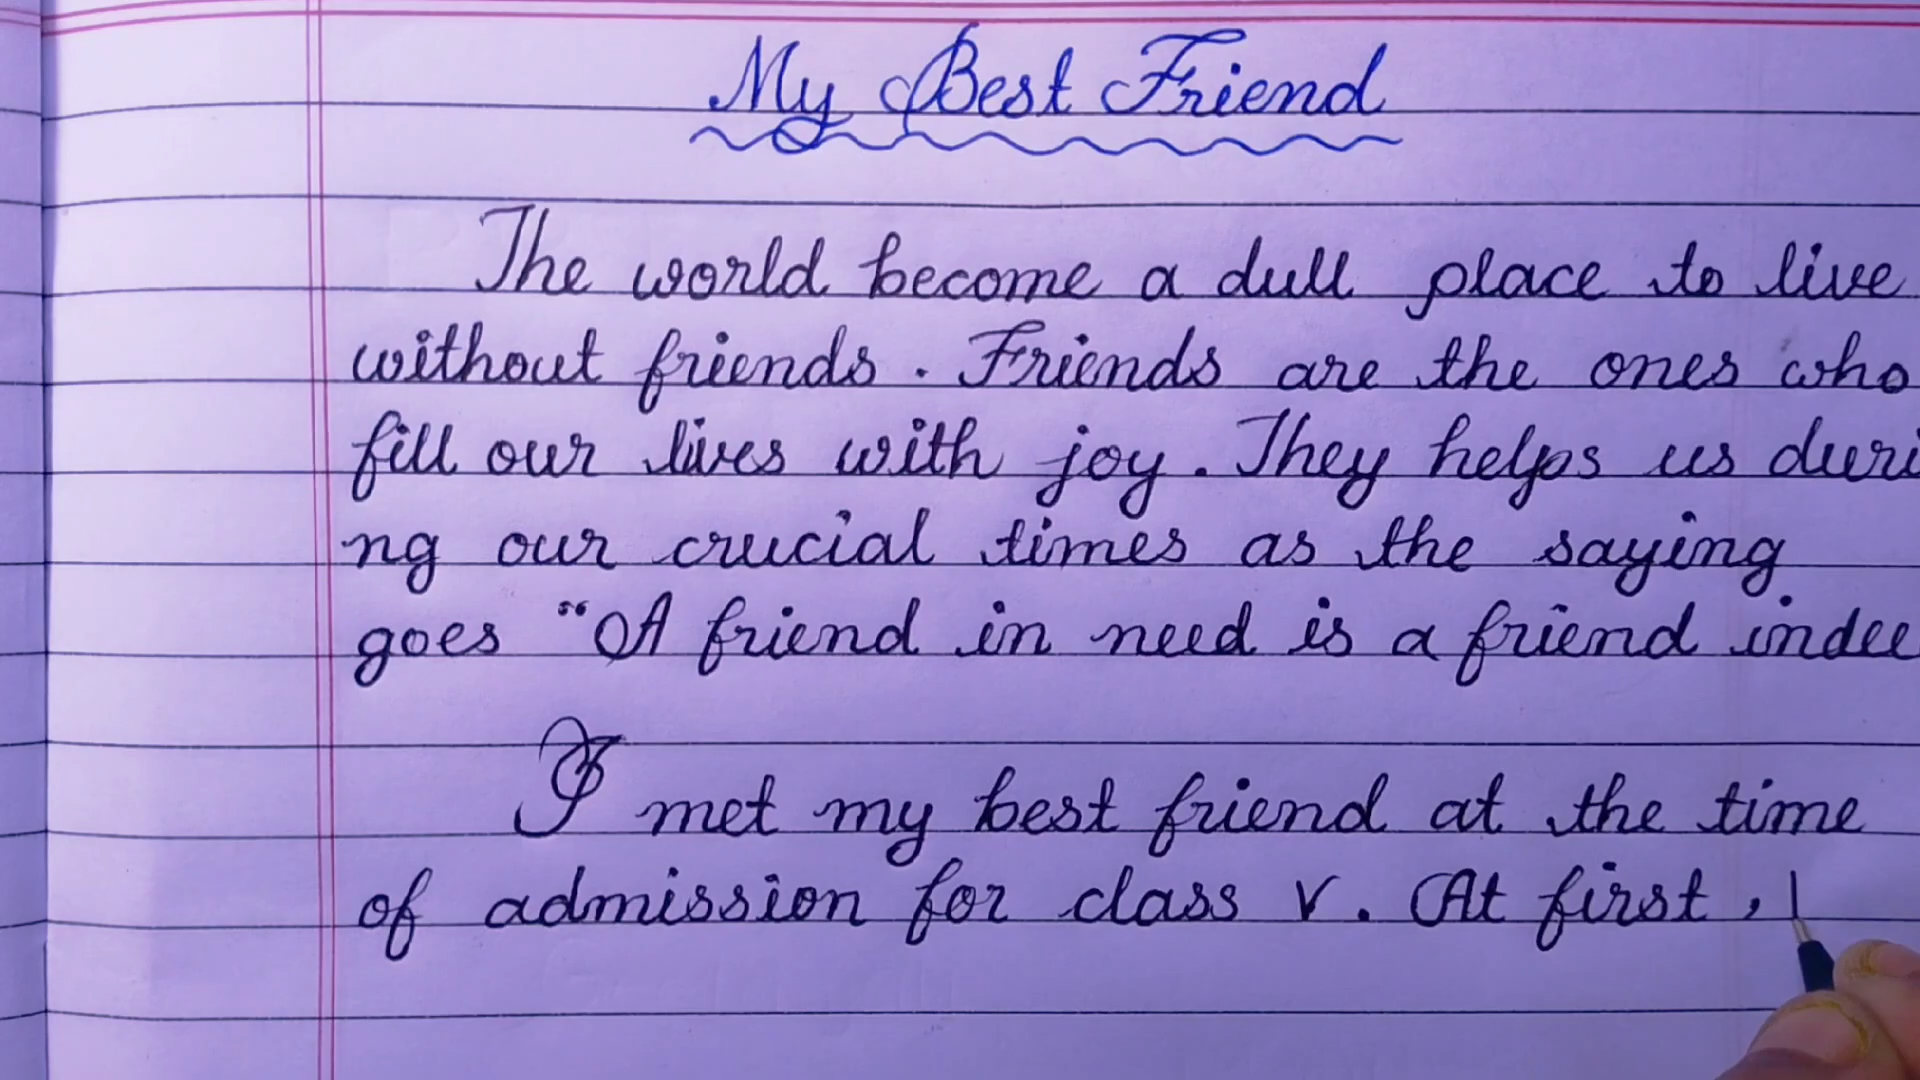 My Best Friend
The world become a dull place to live
without friends. Friends are the ones who
fill our lives with joy. They helps us duri
ng our crucial times as the saying
goes "A friend in need is a friend indee
I met my best friend at the time
of admission for class V. At first, I